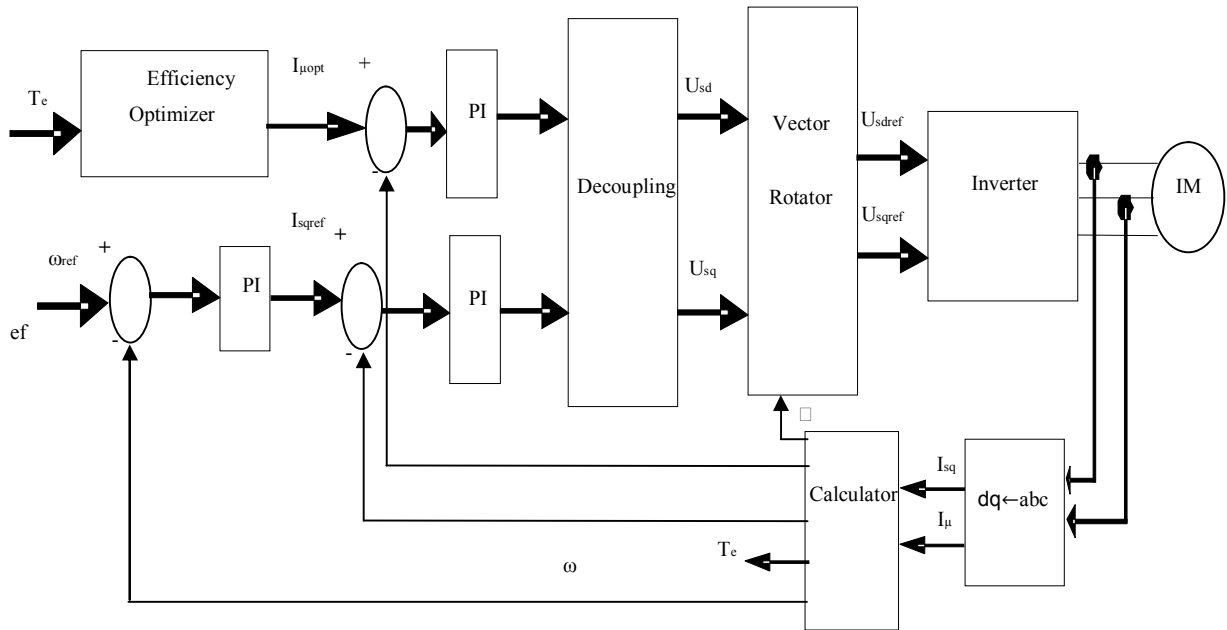 Efficiency
Optimizer
Te
Iµopt
+
-
PI
Decoupling
Usd
Usq
Vector
Rotator
Usdref
Usqref
Inverter
IM
ωref
ef
+
-
PI
Isqref
+
-
PI
□
Calculator
Isq
Iµ
dq←abc
Te
ω